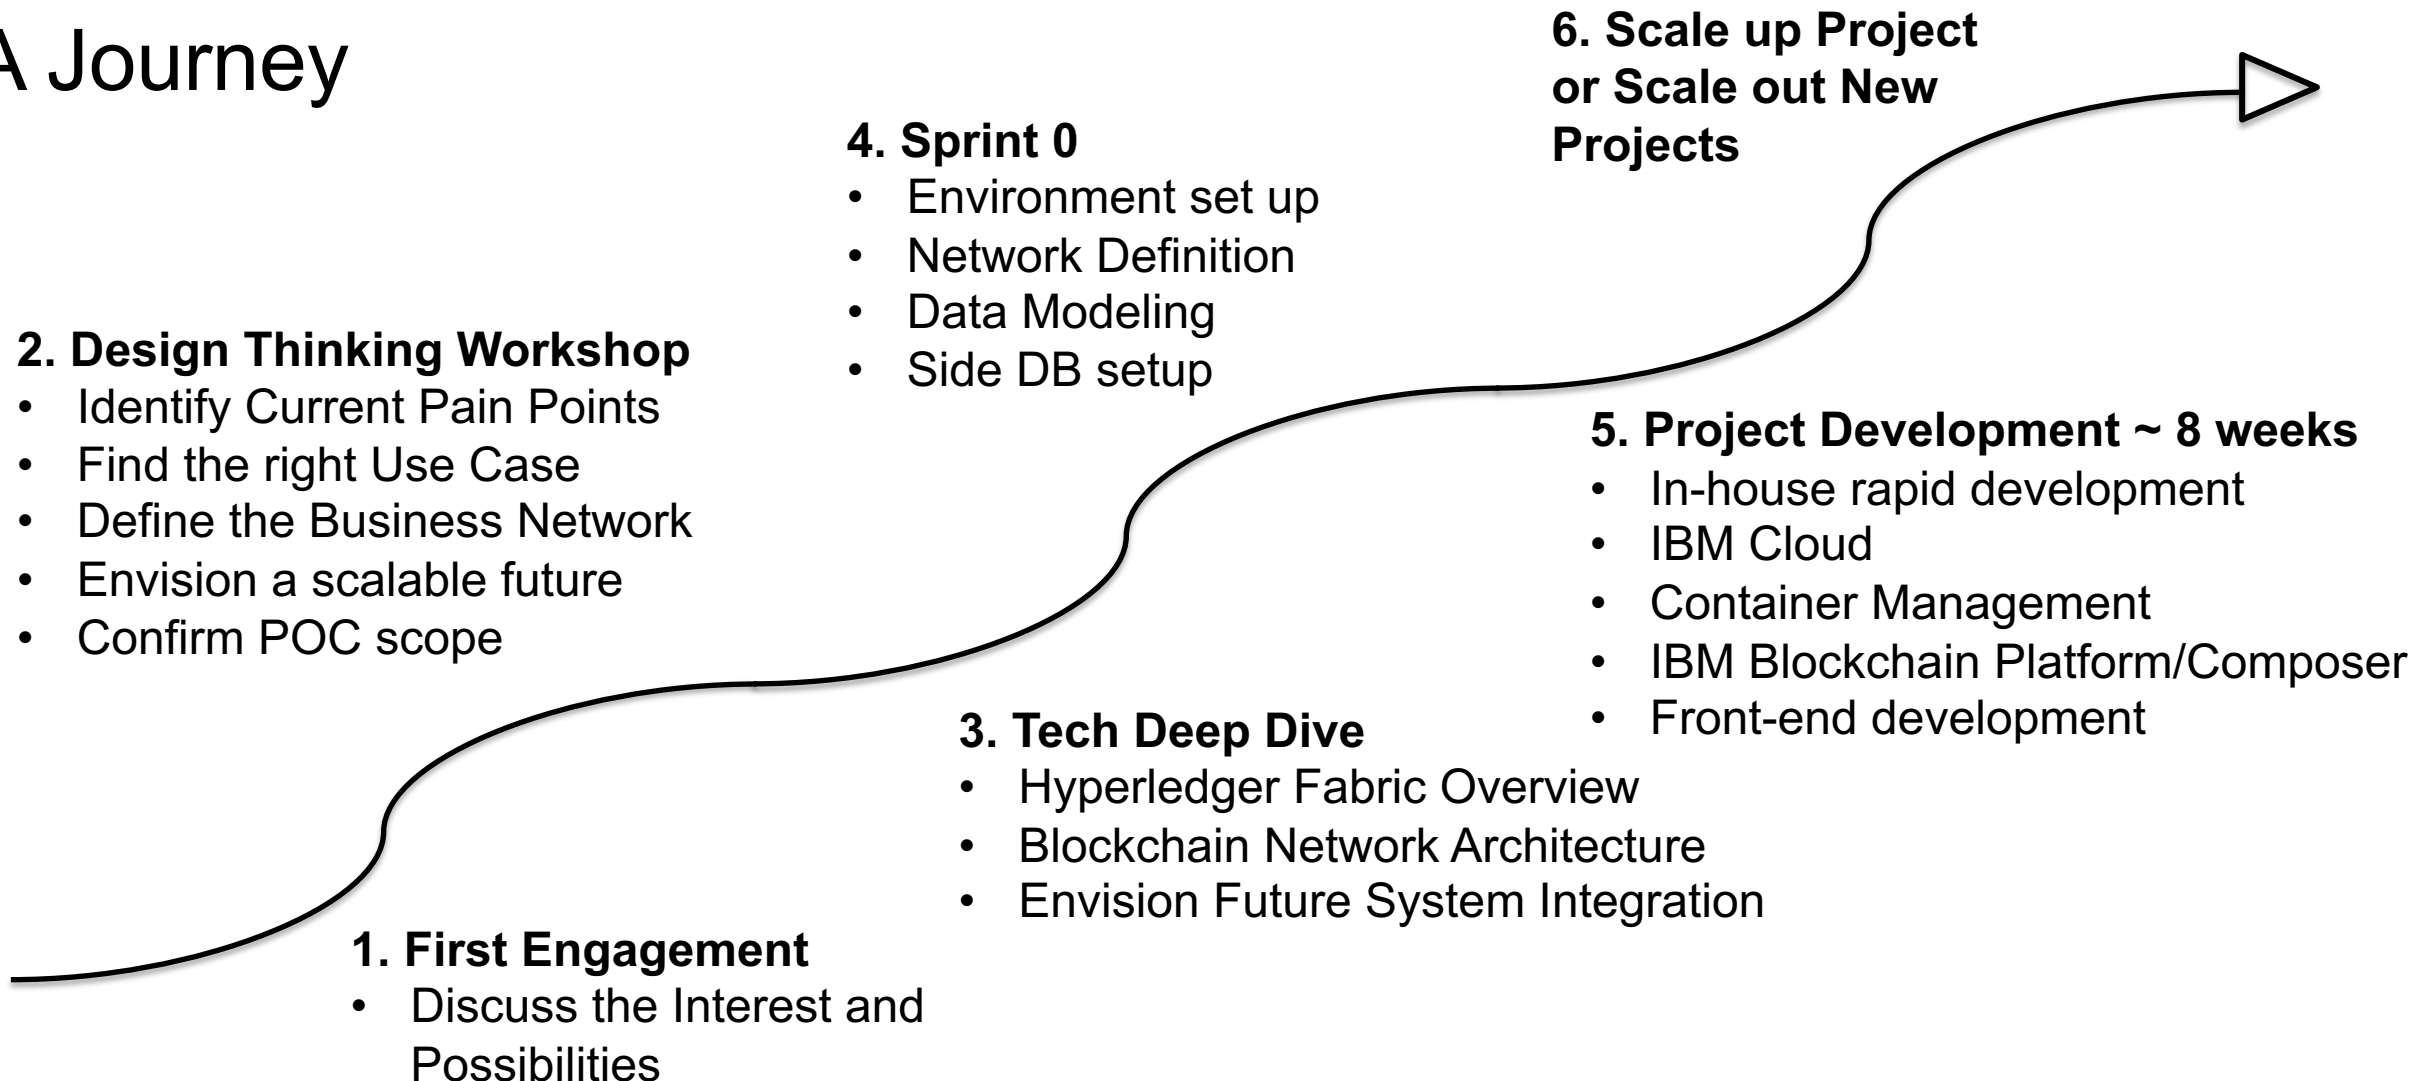 A Journey
6. Scale up Project
or Scale out New
Projects
4. Sprint 0
• Environment set up
• Network Definition
• Data Modeling
• Side DB setup
2. Design Thinking Workshop
• Identify Current Pain Points
• Find the right Use Case
• Define the Business Network
• Envision a scalable future
• Confirm POC scope
5. Project Development ~ 8 weeks
• In-house rapid development
• IBM Cloud
• Container Management
• IBM Blockchain Platform/Composer
• Front-end development
3. Tech Deep Dive
• Hyperledger Fabric Overview
• Blockchain Network Architecture
• Envision Future System Integration
1. First Engagement
• Discuss the Interest and
Possibilities